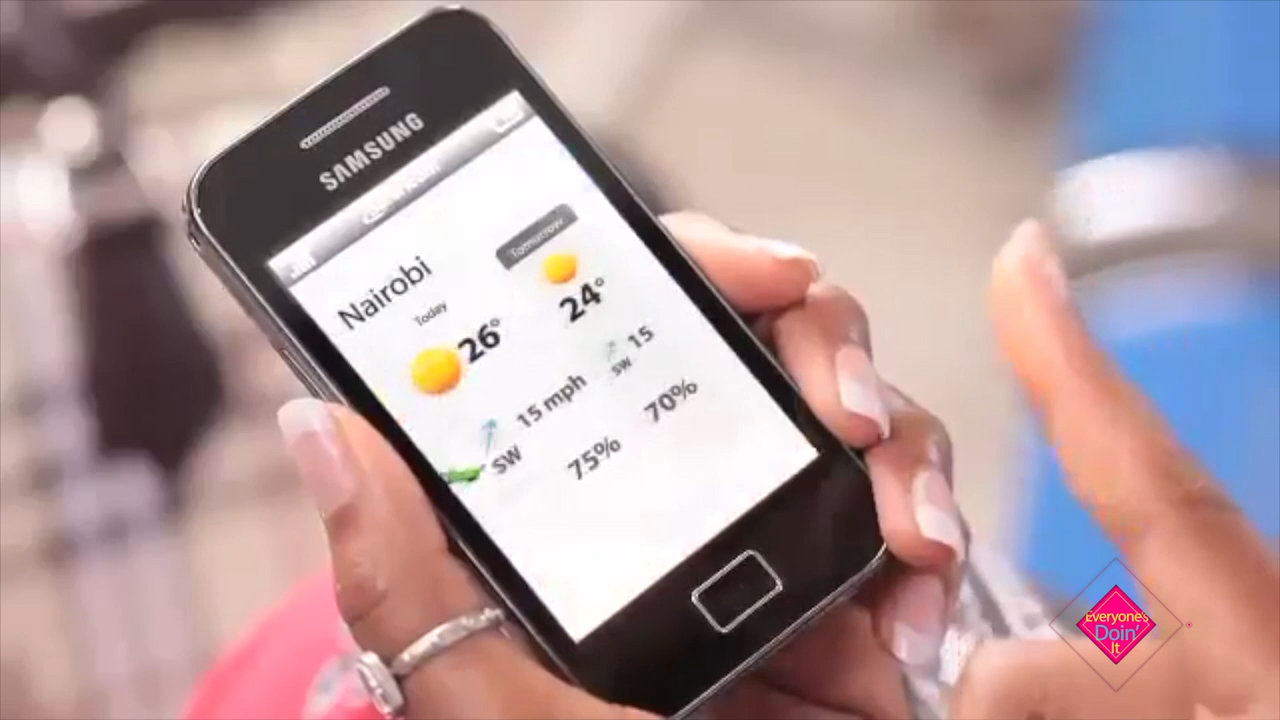 SAMSUNG
Nairobi
Tomorrow
Today
26°
24°
15 mph
SW
SW 15
75%
70%
Everyone's
Doin'
It